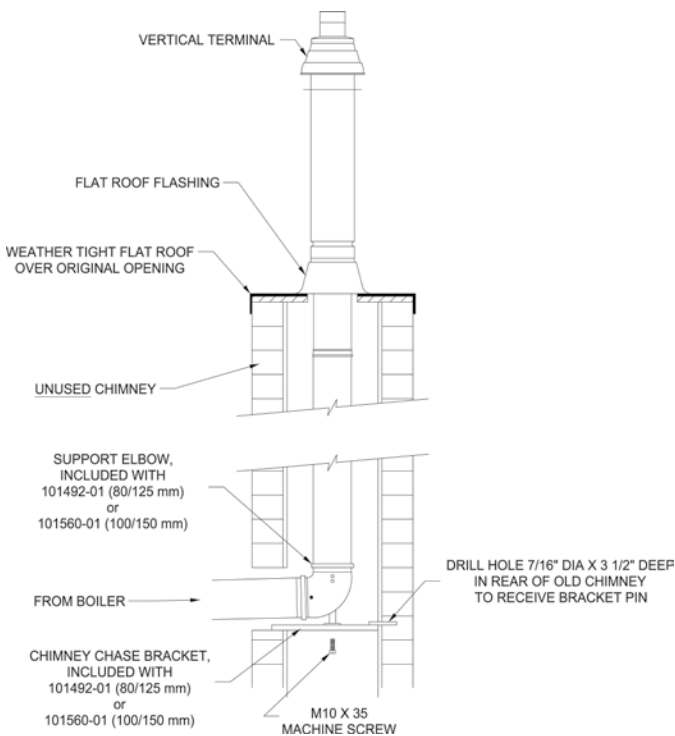 VERTICAL TERMINAL
FLAT ROOF FLASHING
WEATHER TIGHT FLAT ROOF
OVER ORIGINAL OPENING
UNUSED CHIMNEY
SUPPORT ELBOW,
INCLUDED WITH
101492-01 (80/125 mm)
or
101560-01 (100/150 mm)
DRILL HOLE 7/16" DIA X 3 1/2" DEEP
IN REAR OF OLD CHIMNEY
TO RECEIVE BRACKET PIN
FROM BOILER
CHIMNEY CHASE BRACKET,
INCLUDED WITH
101492-01 (80/125 mm)
or
101560-01 (100/150 mm)
M10 X 35
MACHINE SCREW